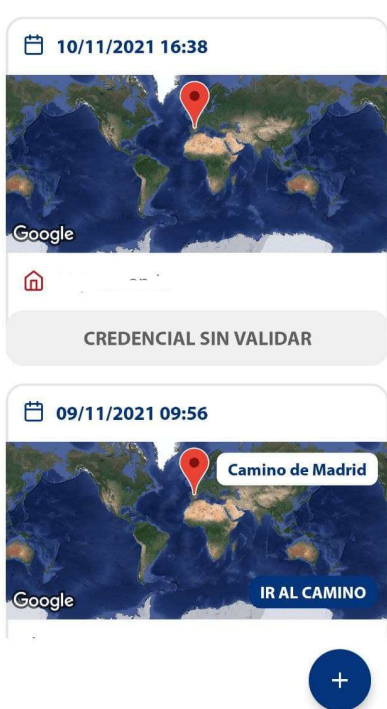 10/11/2021 16:38
Google
CREDENCIAL SIN VALIDAR
09/11/2021 09:56
Camino de Madrid
IR AL CAMINO
Google
+